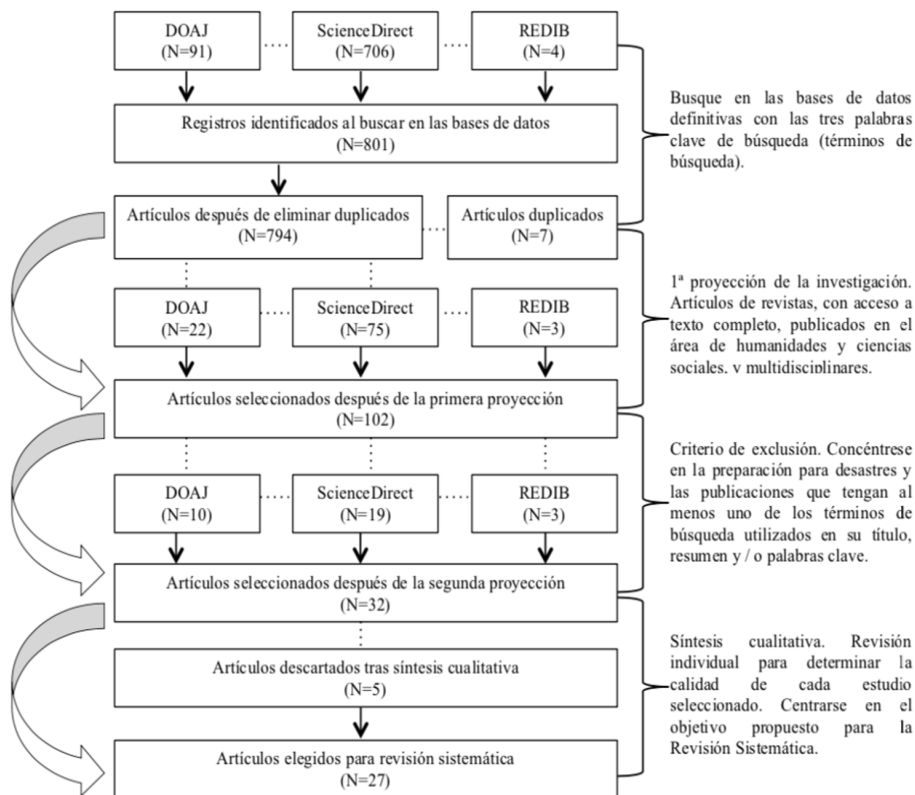 DOAJ
(N=91)
ScienceDirect
(N=706)
REDIB
(N=4)
Registros identificados al buscar en las bases de datos
(N=801)
Busque en las bases de datos
definitivas con las tres palabras
clave de búsqueda (términos de
búsqueda).
Artículos después de eliminar duplicados
(N=794)
Artículos duplicados
(N=7)
DOAJ
(N=22)
ScienceDirect
(N=75)
REDIB
(N=3)
1ª proyección de la investigación.
Artículos de revistas, con acceso a
texto completo, publicados en el
área de humanidades y ciencias
sociales, y multidisciplinares.
Artículos seleccionados después de la primera proyección
(N=102)
DOAJ
(N=10)
ScienceDirect
(N=19)
REDIB
(N=3)
Criterio de exclusión. Concéntrese
en la preparación para desastres y
las publicaciones que tengan al
menos uno de los términos de
búsqueda utilizados en su título,
resumen y / o palabras clave.
Artículos seleccionados después de la segunda proyección
(N=32)
Artículos descartados tras síntesis cualitativa
(N=5)
Síntesis cualitativa. Revisión
individual para determinar la
calidad de cada estudio
seleccionado. Centrarse en el
objetivo propuesto para la
Revisión Sistemática.
Artículos elegidos para revisión sistemática
(N=27)